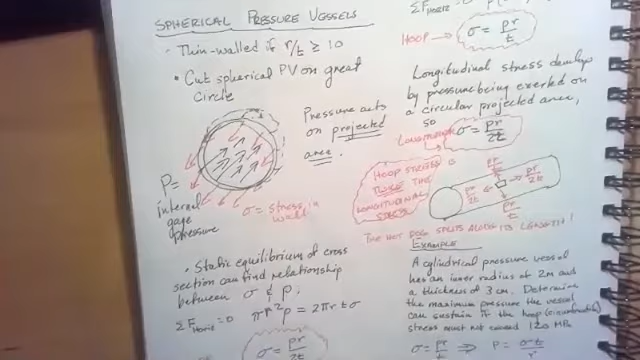 SPHERICAL PRESSURE VESSELS
• Thin-walled if r/t ≥ 10
• Cut spherical PV on great
circle
Pressure acts
on projected
area.
P =
internal
gage
pressure
σ = stress in
wall
• Static equilibrium of cross
section can find relationship
between σ & p:
ΣF Horiz = 0 πr²p = 2πr t σ
σ = pr/2t
ΣF Horiz = 0
HOOP → σ = pr/t
Longitudinal stress develops
by pressure being exerted on
a circular projected area,
so
σ = pr/2t
HOOP STRESS IS
TWICE THE
LONGITUDINAL
STRESS
pr/t
pr/2t
pr/2t
pr/t
THE HOT DOG SPLITS ALONG ITS LENGTH!
EXAMPLE
A cylindrical pressure vessel
has an inner radius of 2m and
a thickness of 3 cm. Determine
the maximum pressure the vessel
can sustain if the hoop (circumferential)
stress must not exceed 120 MPa
σ = pr/t ⇒ P = σt/r